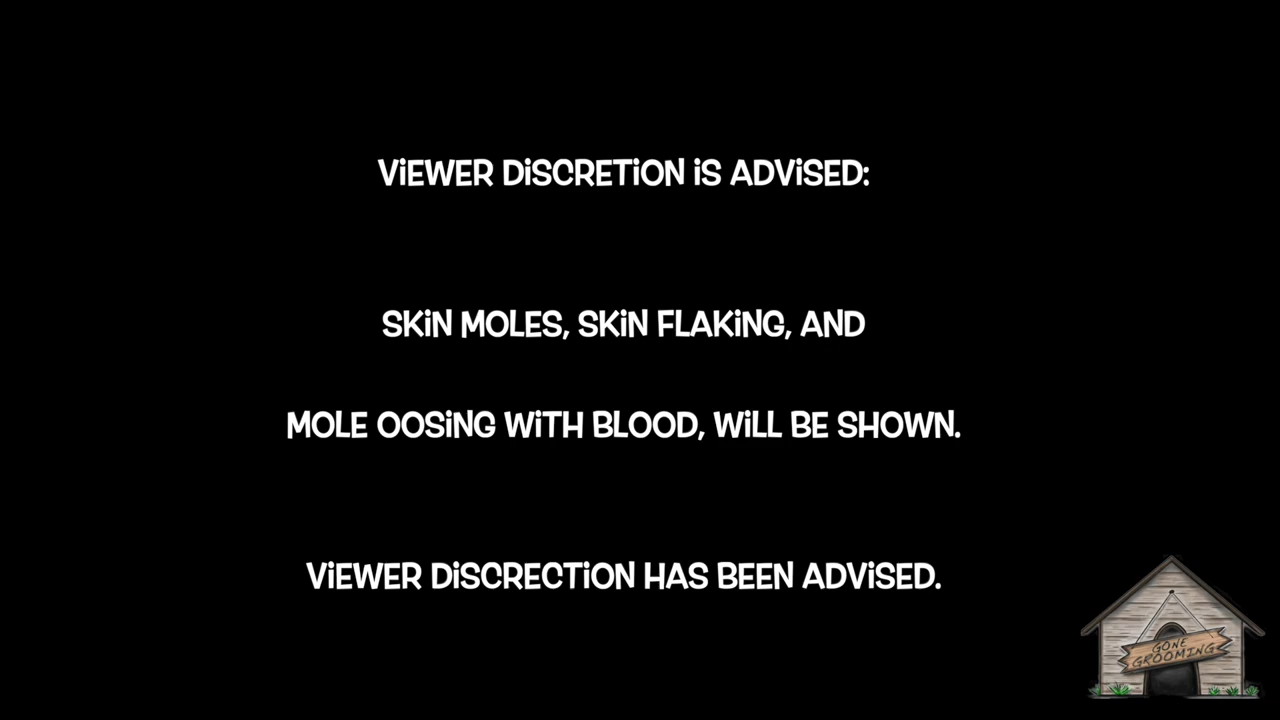 ViEWER DiSCRETiON iS ADViSED:
SKiN MOLES, SKiN FLAKiNG, AND
MOLE OOSiNG WiTH BLOOD, WiLL BE SHOWN.
ViEWER DiSCRECTiON HAS BEEN ADViSED.
GONE
GROOMING